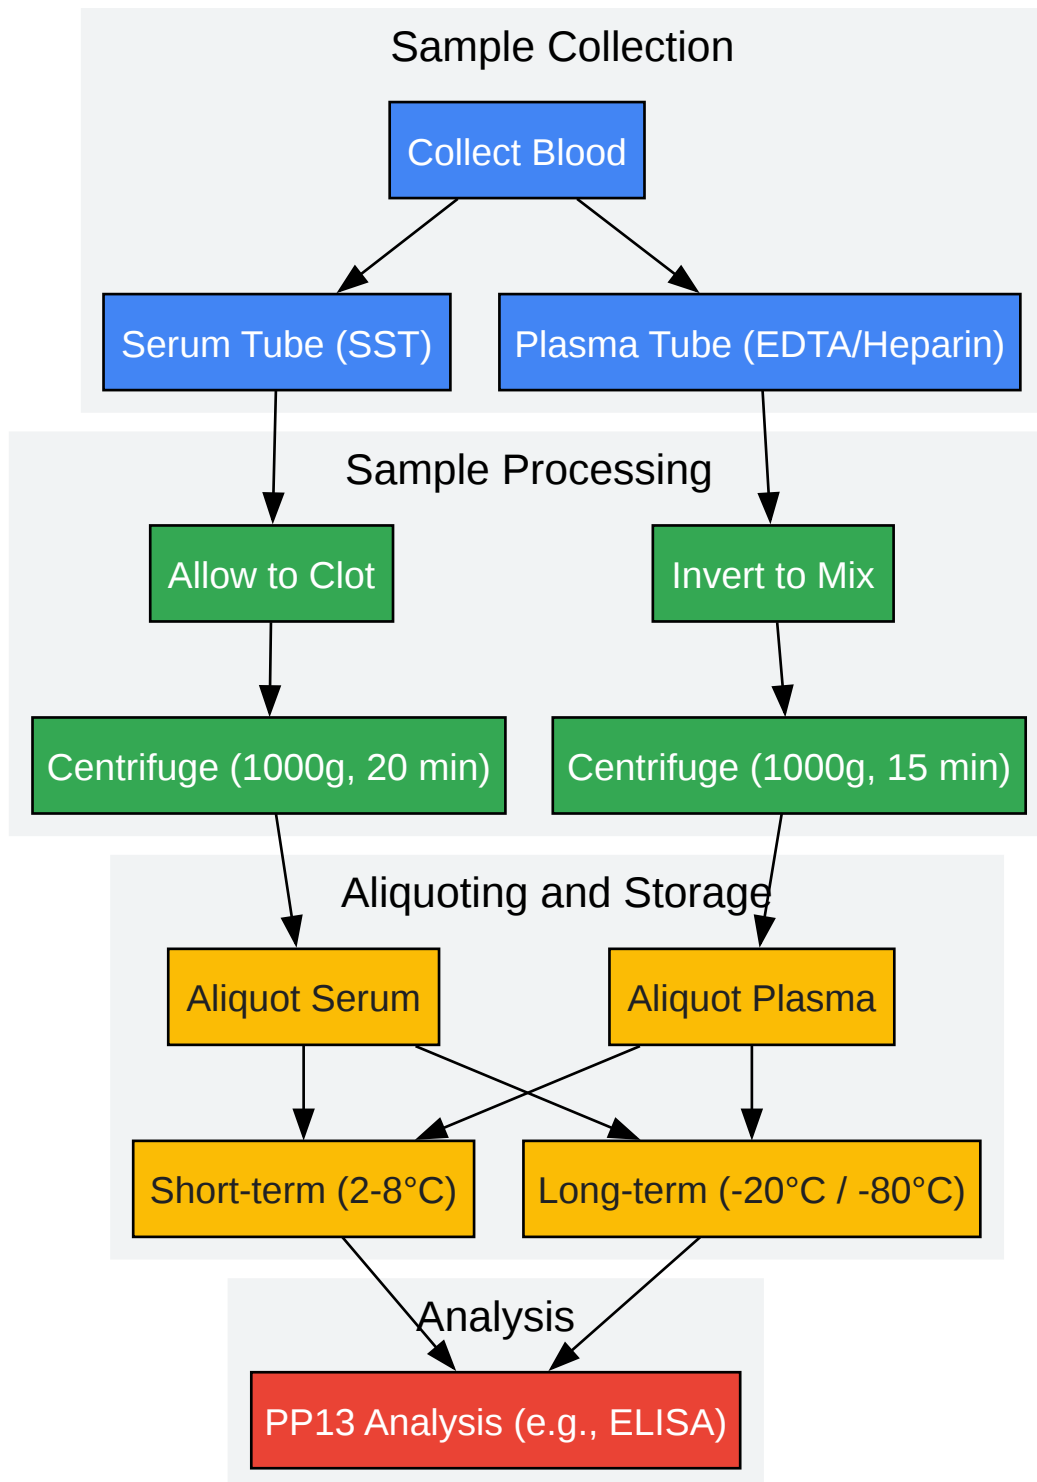 Sample Collection
Collect Blood
Serum Tube (SST)
Plasma Tube (EDTA/Heparin)
Sample Processing
Allow to Clot
Invert to Mix
Centrifuge (1000g, 20 min)
Centrifuge (1000g, 15 min)
Aliquoting and Storage
Aliquot Serum
Aliquot Plasma
Short-term (2-8°C)
Long-term (-20°C / -80°C)
Analysis
PP13 Analysis (e.g., ELISA)